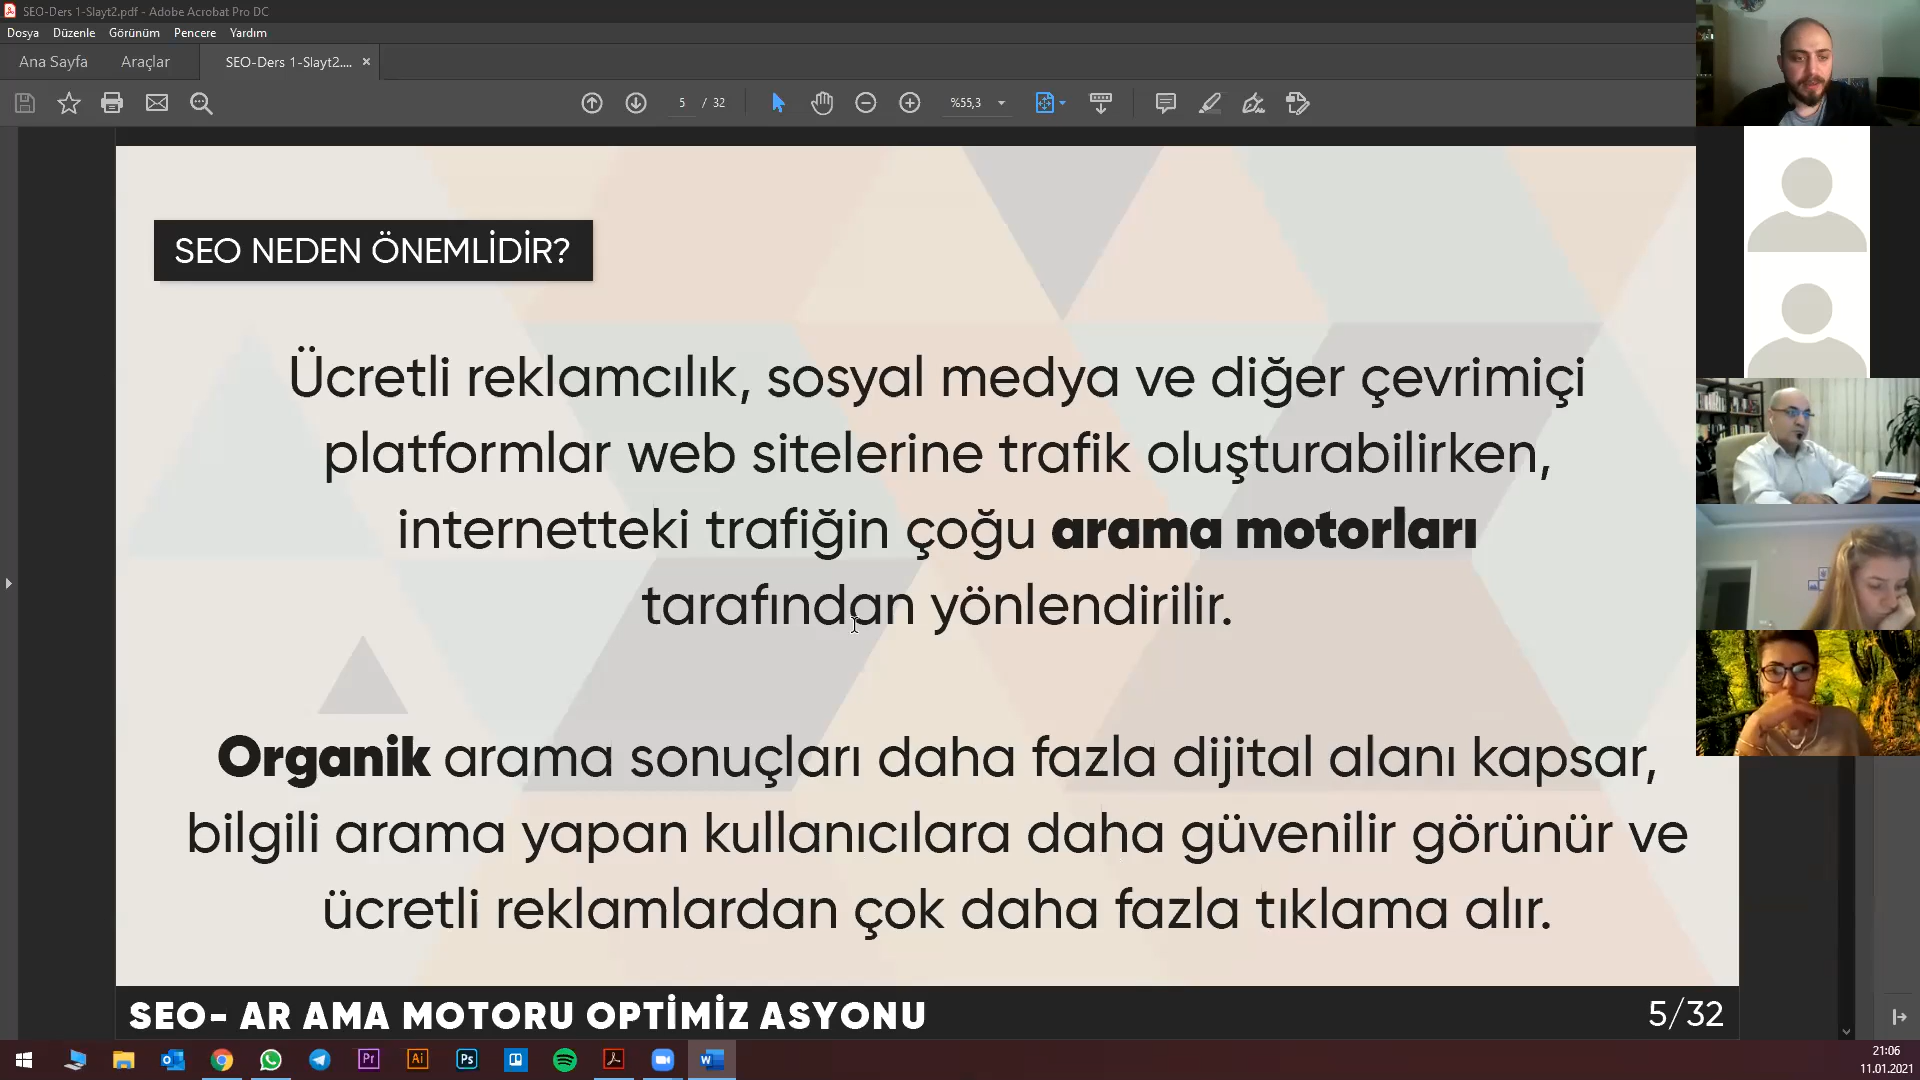 SEO-Ders 1-Slayt2.pdf - Adobe Acrobat Pro DC
Dosya Düzenle Görünüm Pencere Yardım
Ana Sayfa Araçlar SEO-Ders 1-Slayt2.... ×
5 / 32 %55,3
SEO NEDEN ÖNEMLİDİR?
Ücretli reklamcılık, sosyal medya ve diğer çevrimiçi
platformlar web sitelerine trafik oluşturabilirken,
internetteki trafiğin çoğu arama motorları
tarafından yönlendirilir.
Organik arama sonuçları daha fazla dijital alanı kapsar,
bilgili arama yapan kullanıcılara daha güvenilir görünür ve
ücretli reklamlardan çok daha fazla tıklama alır.
SEO- AR AMA MOTORU OPTİMİZ ASYONU 5/32
Pr Ai Ps
21:06
11.01.2021